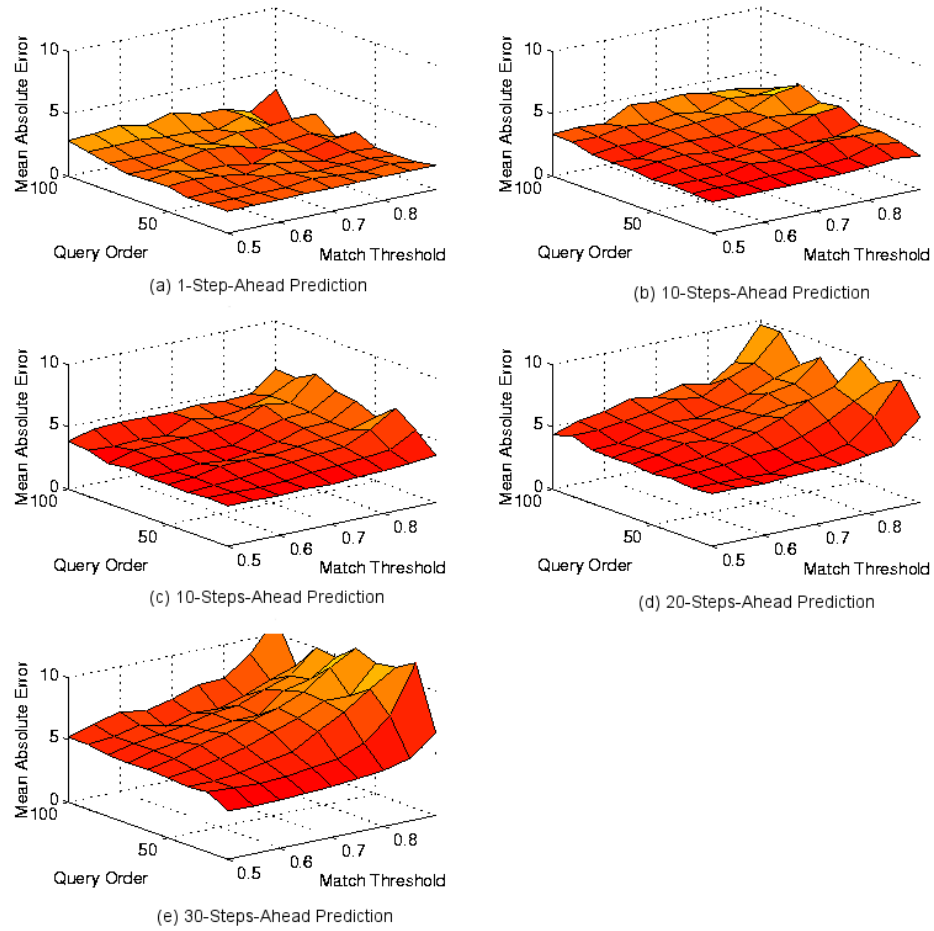 10
5
0
Mean Absolute Error
100
50
Query Order
0.5
0.6
0.7
0.8
Match Threshold
(a) 1-Step-Ahead Prediction
10
5
0
Mean Absolute Error
100
50
Query Order
0.5
0.6
0.7
0.8
Match Threshold
(b) 10-Steps-Ahead Prediction
10
5
0
Mean Absolute Error
100
50
Query Order
0.5
0.6
0.7
0.8
Match Threshold
(c) 10-Steps-Ahead Prediction
10
5
0
Mean Absolute Error
100
50
Query Order
0.5
0.6
0.7
0.8
Match Threshold
(d) 20-Steps-Ahead Prediction
10
5
0
Mean Absolute Error
100
50
Query Order
0.5
0.6
0.7
0.8
Match Threshold
(e) 30-Steps-Ahead Prediction